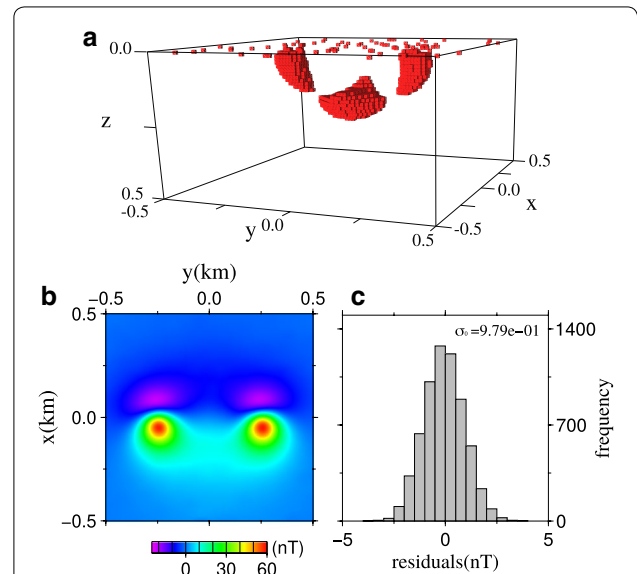 a
0.0
z
0.5
-0.5
y
0.0
0.5
-0.5
0.0
0.5
x
b
y(km)
−0.5 0.0 0.5
0.5
0.0
−0.5
x(km)
(nT)
0 30 60
c
σ₀ =9.79e−01
1400
700
0
frequency
−5 0 5
residuals(nT)